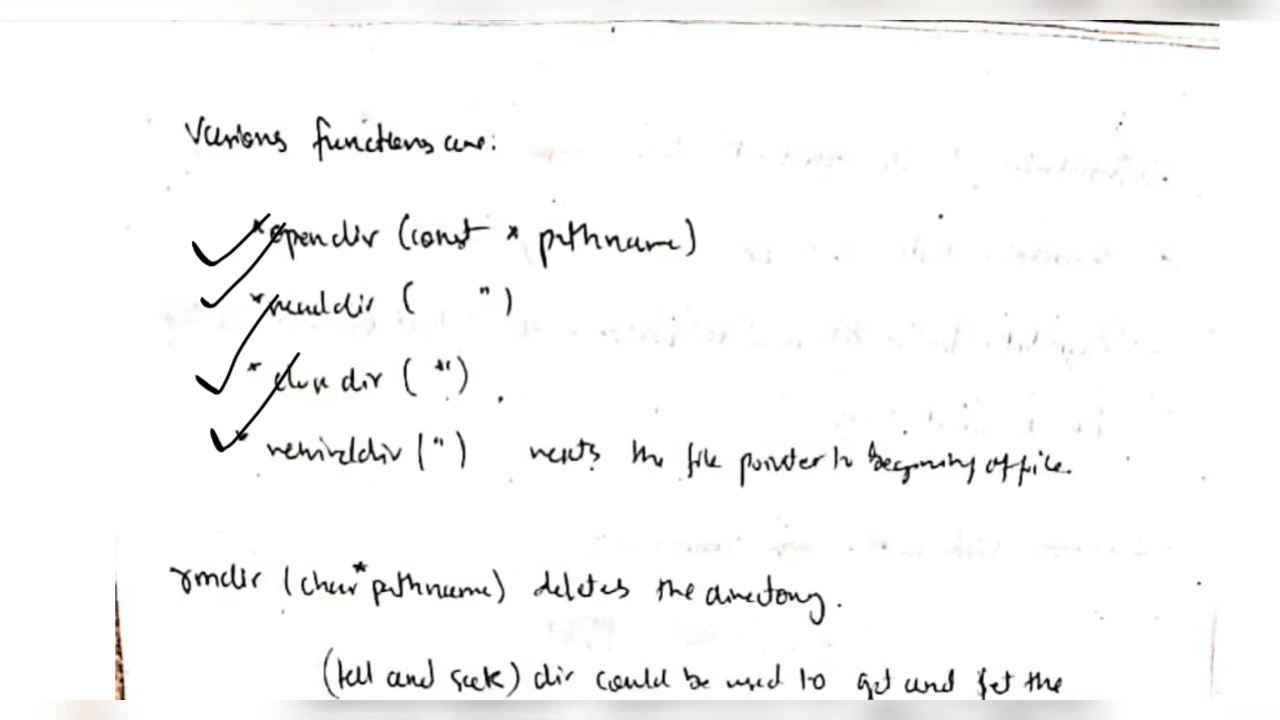 Various functions are:
*opendir (const * pathname)
*readdir ( " )
* closedir ( *" )
* rewinddir ( " ) resets the file pointer to beginning of file.
rmdir (char * pathname) deletes the directory.
(tell and seek) dir could be used to get and set the